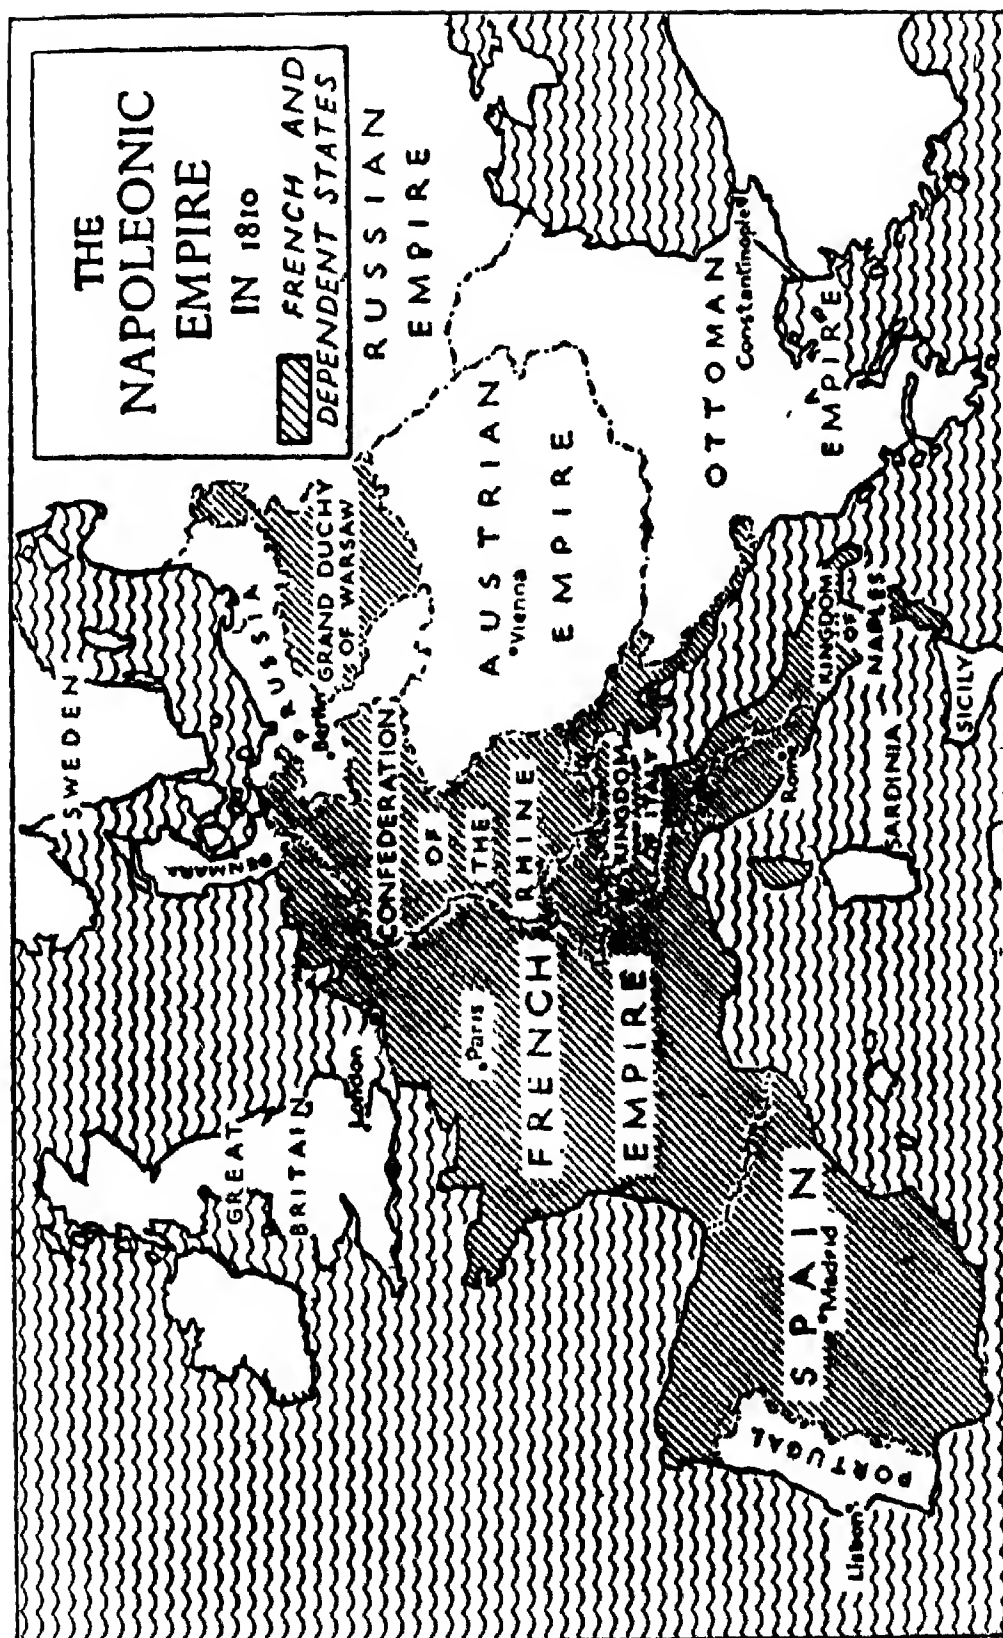 THE
NAPOLEONIC
EMPIRE
IN 1810
FRENCH AND
DEPENDENT STATES
SWEDEN
DENMARK
GREAT
BRITAIN
London
PRUSSIA
Berlin
GRAND DUCHY
OF WARSAW
RUSSIAN
EMPIRE
CONFEDERATION
OF
THE
RHINE
Paris
FRENCH
EMPIRE
AUSTRIAN
Vienna
EMPIRE
KINGDOM
IN ITALY
OTTOMAN
Constantinople
EMPIRE
SPAIN
Madrid
PORTUGAL
Lisbon
Rome
KINGDOM
OF
NAPLES
SARDINIA
SICILY